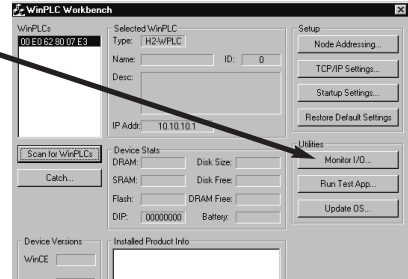 WinPLC Workbench
WinPLCs
00 E0 62 80 07 E3
Scan for WinPLCs
Catch...
Device Versions
WinCE
Selected WinPLC
Type: H2-WPLC
Name: ID: 0
Desc:
IP Addr: 10.10.10.1
Device Stats
DRAM: Disk Size:
SRAM: Disk Free:
Flash: DRAM Free:
DIP: 00000000 Battery:
Installed Product Info
Setup
Node Addressing...
TCP/IP Settings...
Startup Settings...
Restore Default Settings
Utilities
Monitor I/O...
Run Test App...
Update OS...